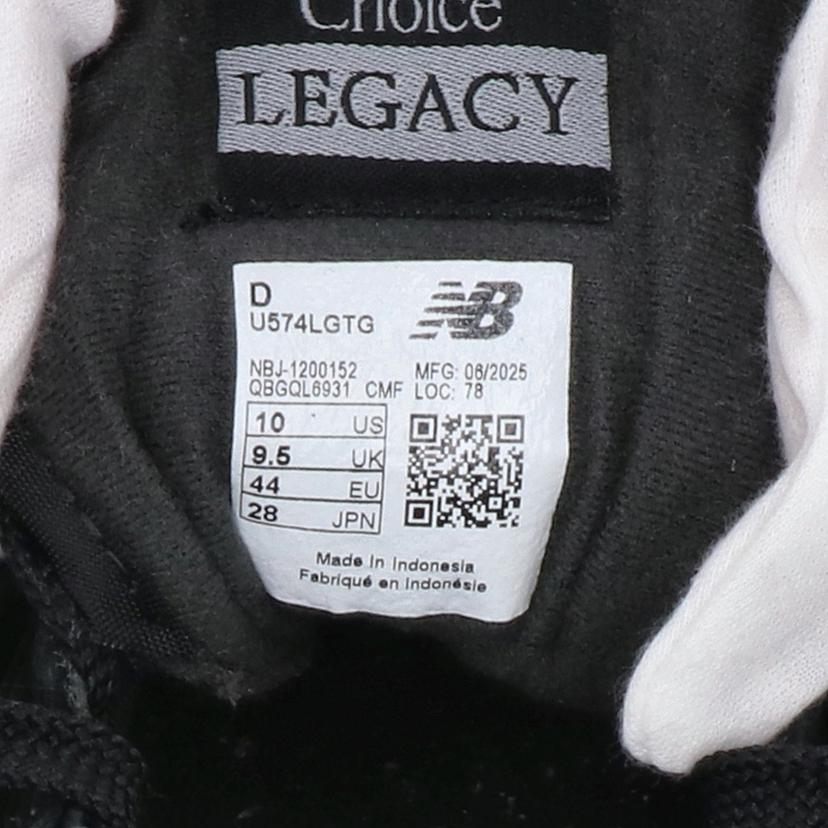 Choice
LEGACY
D
NB
U574LGTG
NBJ-1200152 MFG: 06/2025
QBGQL6931 CMF LOC: 78
10 US
9.5 UK
44 EU
28 JPN
Made in Indonesia
Fabriqué en Indonésie